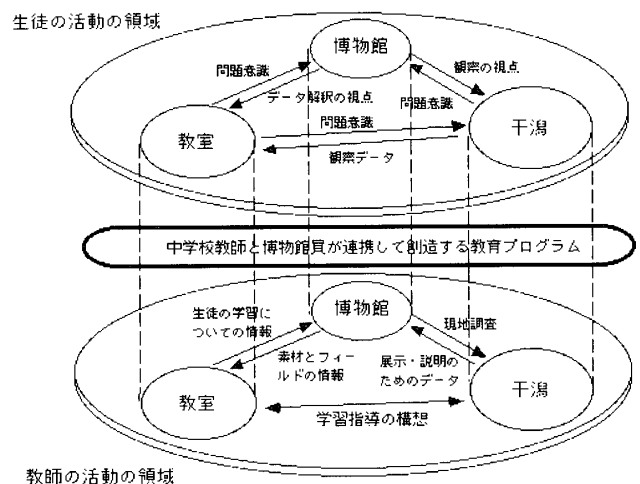 生徒の活動の領域
博物館
問題意識
観察の視点
データ解釈の視点
問題意識
教室
問題意識
干潟
観察データ
中学校教師と博物館員が連携して創造する教育プログラム
博物館
生徒の学習に
ついての情報
現地調査
素材とフィー
ルドの情報
展示・説明の
ためのデータ
教室
干潟
学習指導の構想
教師の活動の領域